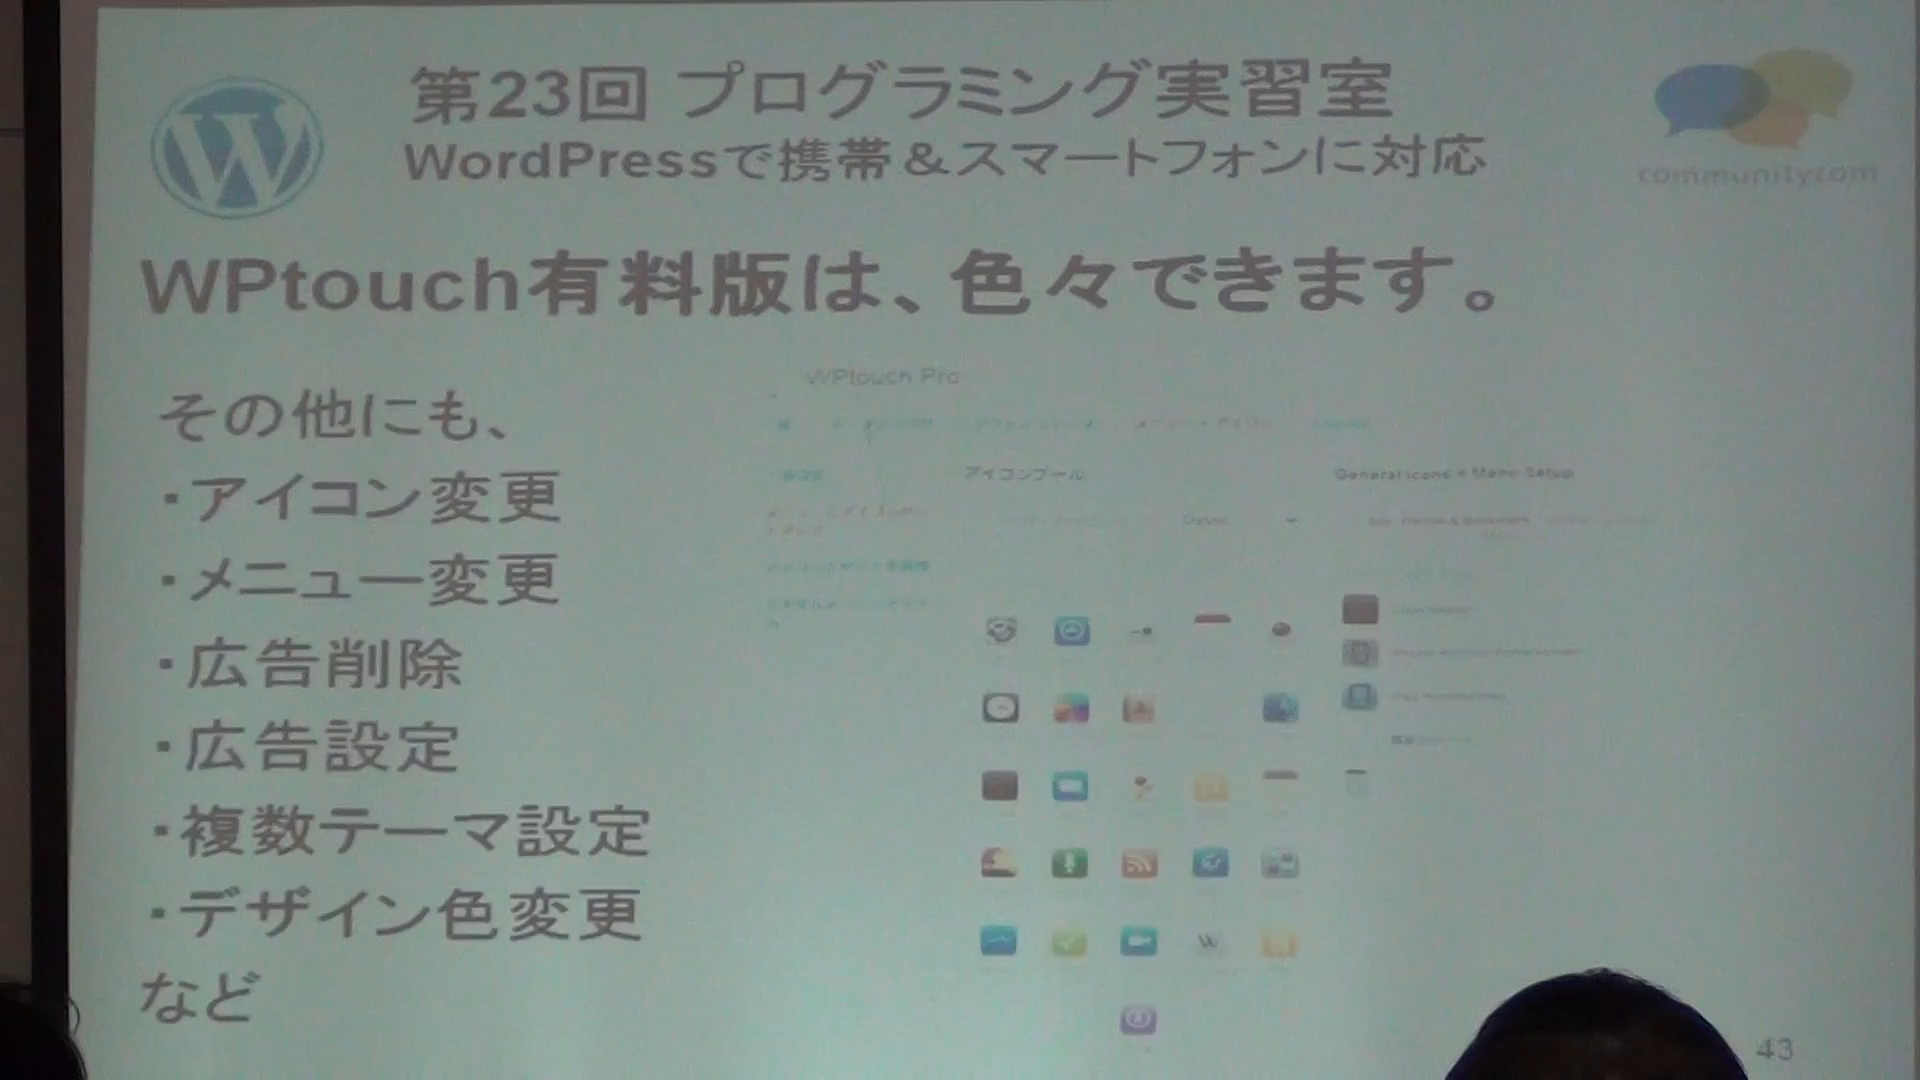 第23回 プログラミング実習室
WordPressで携帯＆スマートフォンに対応
communitycom
WPtouch有料版は、色々できます。
その他にも、
・アイコン変更
・メニュー変更
・広告削除
・広告設定
・複数テーマ設定
・デザイン色変更
など
WPtouch Pro
アイコンプール
General Icons < Menu Setup
43